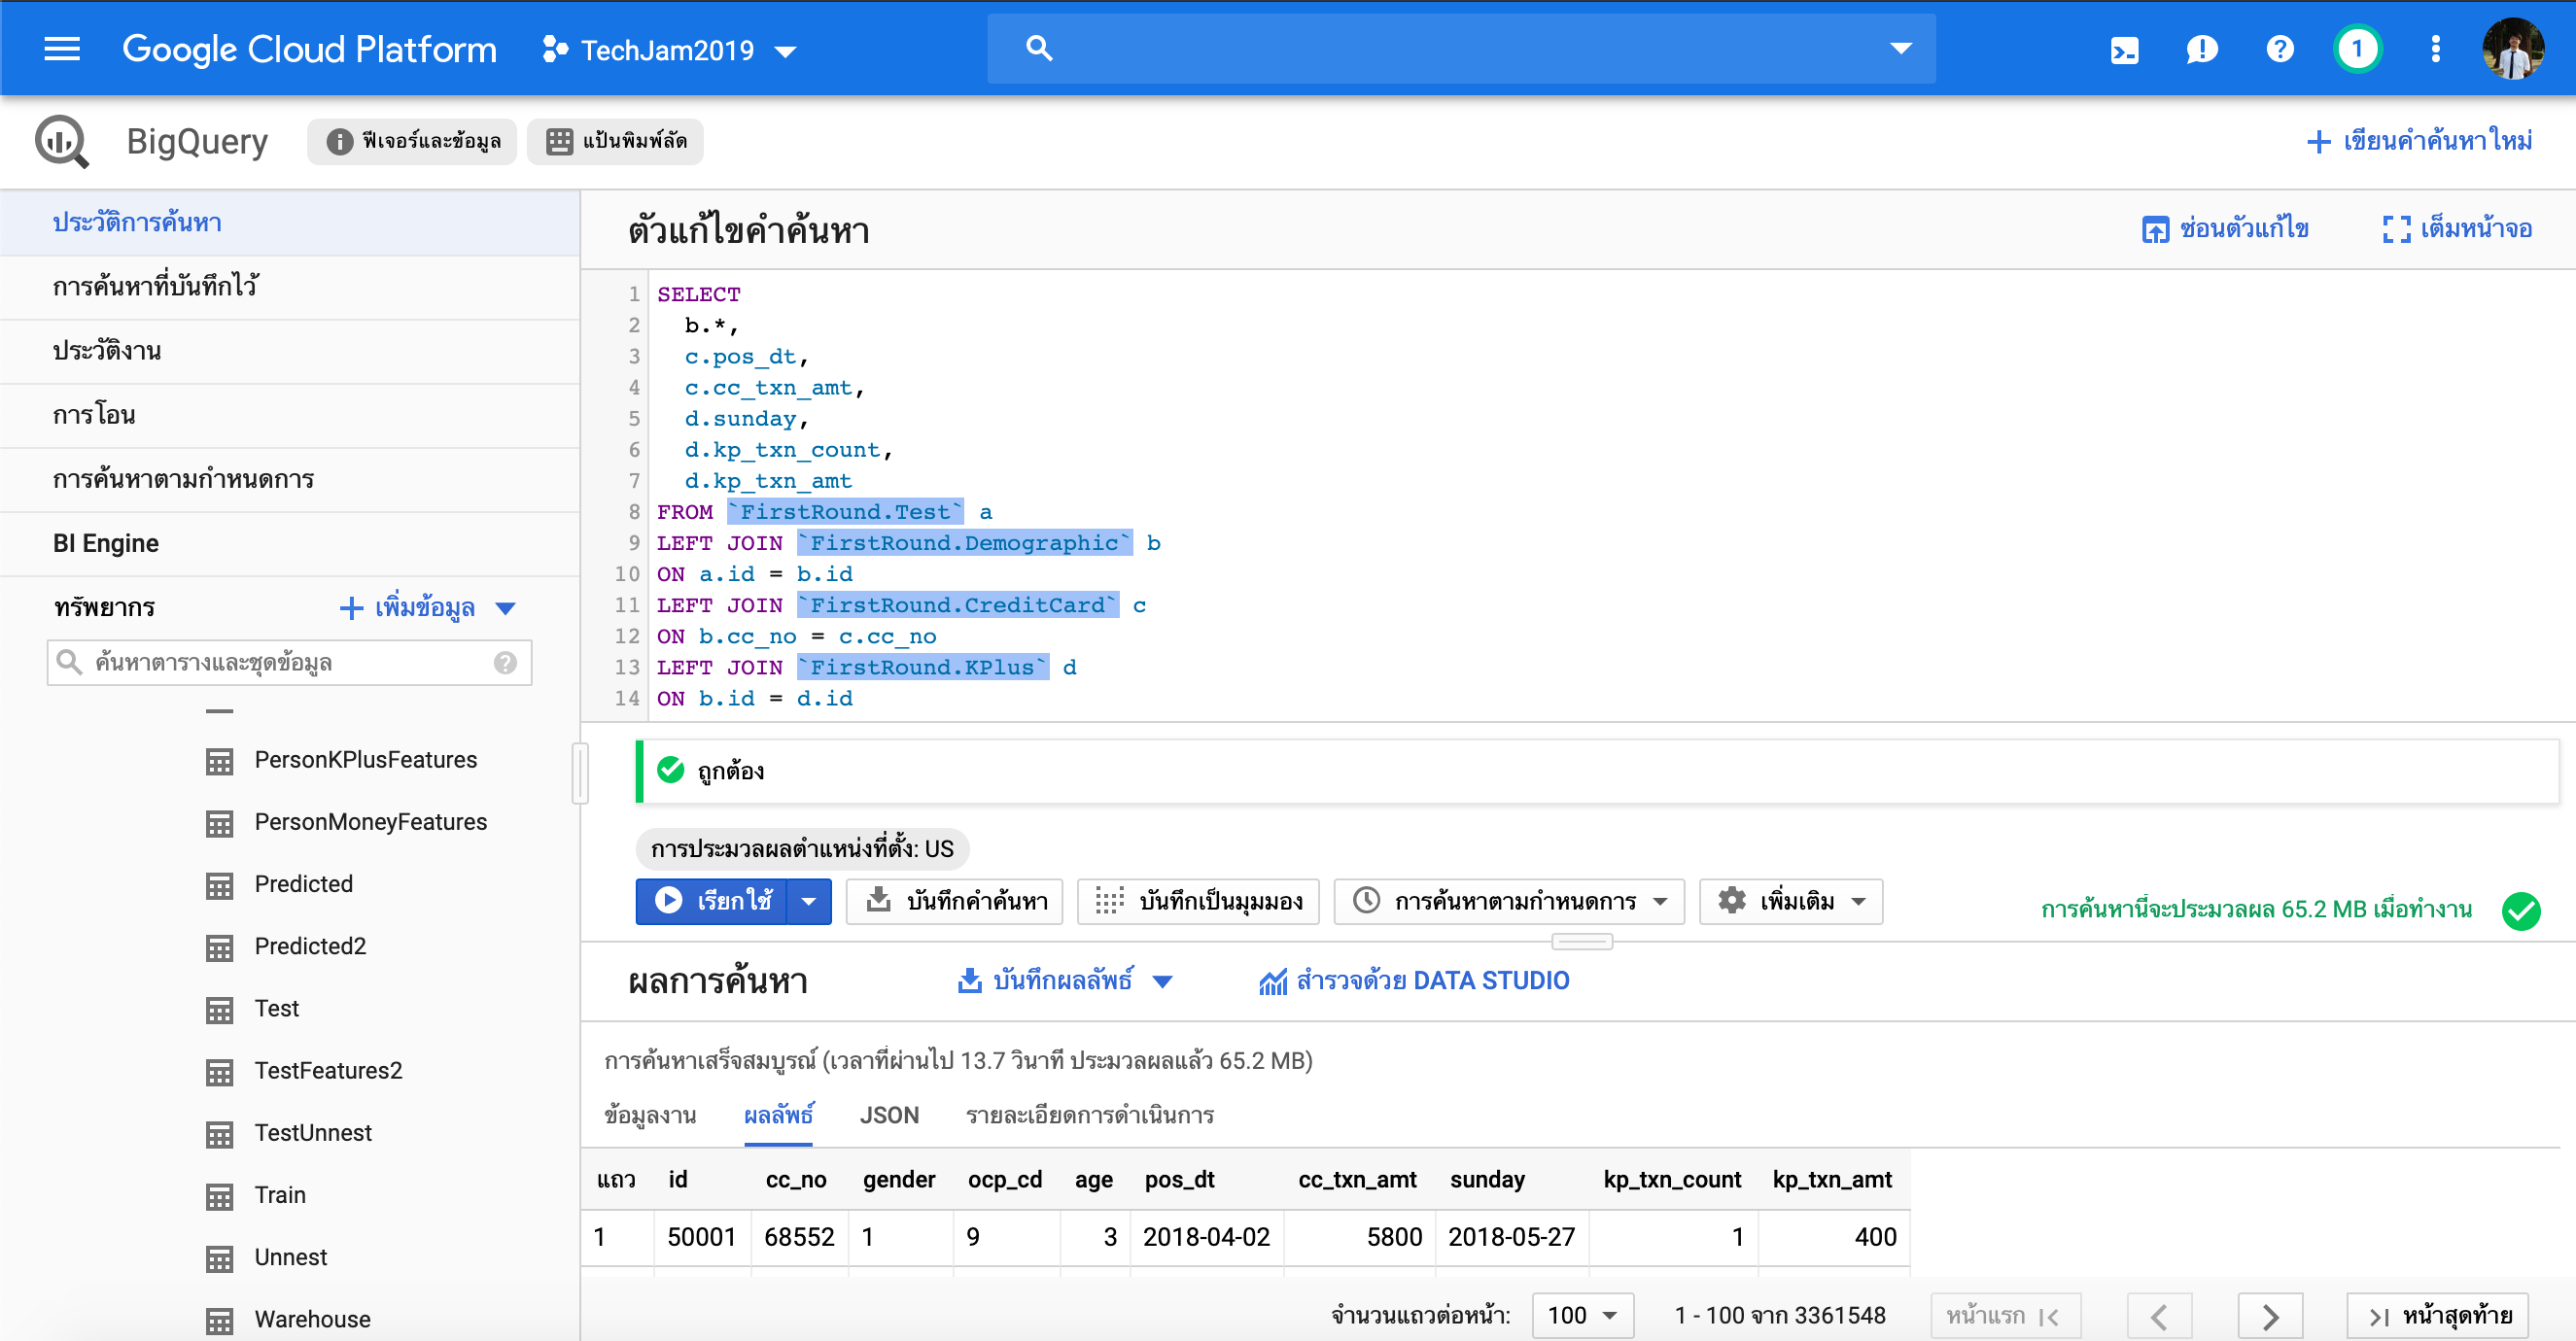 Google Cloud Platform TechJam2019 1
BigQuery ฟีเจอร์และข้อมูล แป้นพิมพ์ลัด + เขียนคำค้นหาใหม่
ประวัติการค้นหา
การค้นหาที่บันทึกไว้
ประวัติงาน
การโอน
การค้นหาตามกำหนดการ
BI Engine
ทรัพยากร + เพิ่มข้อมูล
ค้นหาตารางและชุดข้อมูล
PersonKPlusFeatures
PersonMoneyFeatures
Predicted
Predicted2
Test
TestFeatures2
TestUnnest
Train
Unnest
Warehouse
ตัวแก้ไขคำค้นหา ซ่อนตัวแก้ไข เต็มหน้าจอ
1 SELECT
2 b.*,
3 c.pos_dt,
4 c.cc_txn_amt,
5 d.sunday,
6 d.kp_txn_count,
7 d.kp_txn_amt
8 FROM `FirstRound.Test` a
9 LEFT JOIN `FirstRound.Demographic` b
10 ON a.id = b.id
11 LEFT JOIN `FirstRound.CreditCard` c
12 ON b.cc_no = c.cc_no
13 LEFT JOIN `FirstRound.KPlus` d
14 ON b.id = d.id
ถูกต้อง
การประมวลผลตำแหน่งที่ตั้ง: US
เรียกใช้ บันทึกคำค้นหา บันทึกเป็นมุมมอง การค้นหาตามกำหนดการ เพิ่มเติม การค้นหานี้จะประมวลผล 65.2 MB เมื่อทำงาน
ผลการค้นหา บันทึกผลลัพธ์ สำรวจด้วย DATA STUDIO
การค้นหาเสร็จสมบูรณ์ (เวลาที่ผ่านไป 13.7 วินาที ประมวลผลแล้ว 65.2 MB)
ข้อมูลงาน ผลลัพธ์ JSON รายละเอียดการดำเนินการ
แถว id cc_no gender ocp_cd age pos_dt cc_txn_amt sunday kp_txn_count kp_txn_amt
1 50001 68552 1 9 3 2018-04-02 5800 2018-05-27 1 400
จำนวนแถวต่อหน้า: 100 1 - 100 จาก 3361548 หน้าแรก หน้าสุดท้าย